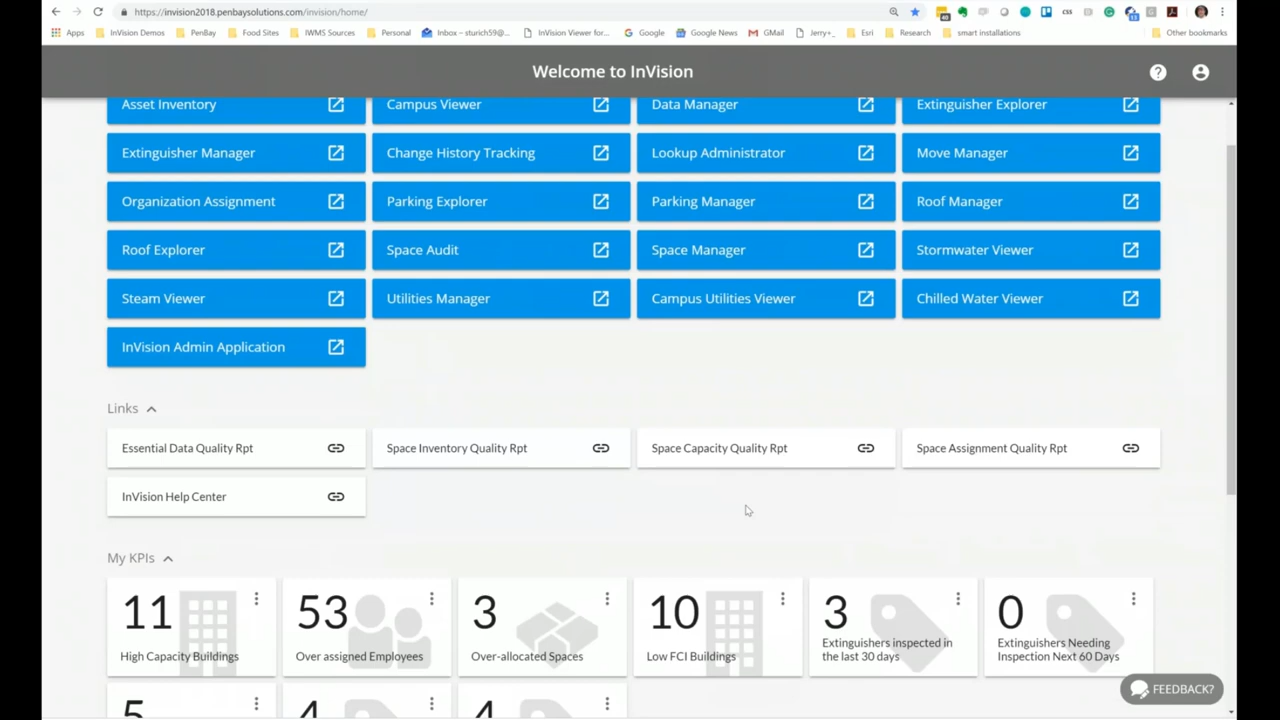 https://invision2018.penbaysolutions.com/invision/home/
Apps InVision Demos PenBay Food Sites IWMS Sources Personal Inbox – sturich59@... InVision Viewer for... Google Google News GMail Jerry+_ Esri Research smart installations Other bookmarks
Welcome to InVision
Asset Inventory Campus Viewer Data Manager Extinguisher Explorer
Extinguisher Manager Change History Tracking Lookup Administrator Move Manager
Organization Assignment Parking Explorer Parking Manager Roof Manager
Roof Explorer Space Audit Space Manager Stormwater Viewer
Steam Viewer Utilities Manager Campus Utilities Viewer Chilled Water Viewer
InVision Admin Application
Links
Essential Data Quality Rpt Space Inventory Quality Rpt Space Capacity Quality Rpt Space Assignment Quality Rpt
InVision Help Center
My KPIs
11 53 3 10 3 0
High Capacity Buildings Over assigned Employees Over-allocated Spaces Low FCI Buildings Extinguishers inspected in the last 30 days Extinguishers Needing Inspection Next 60 Days
FEEDBACK?
5 4 4